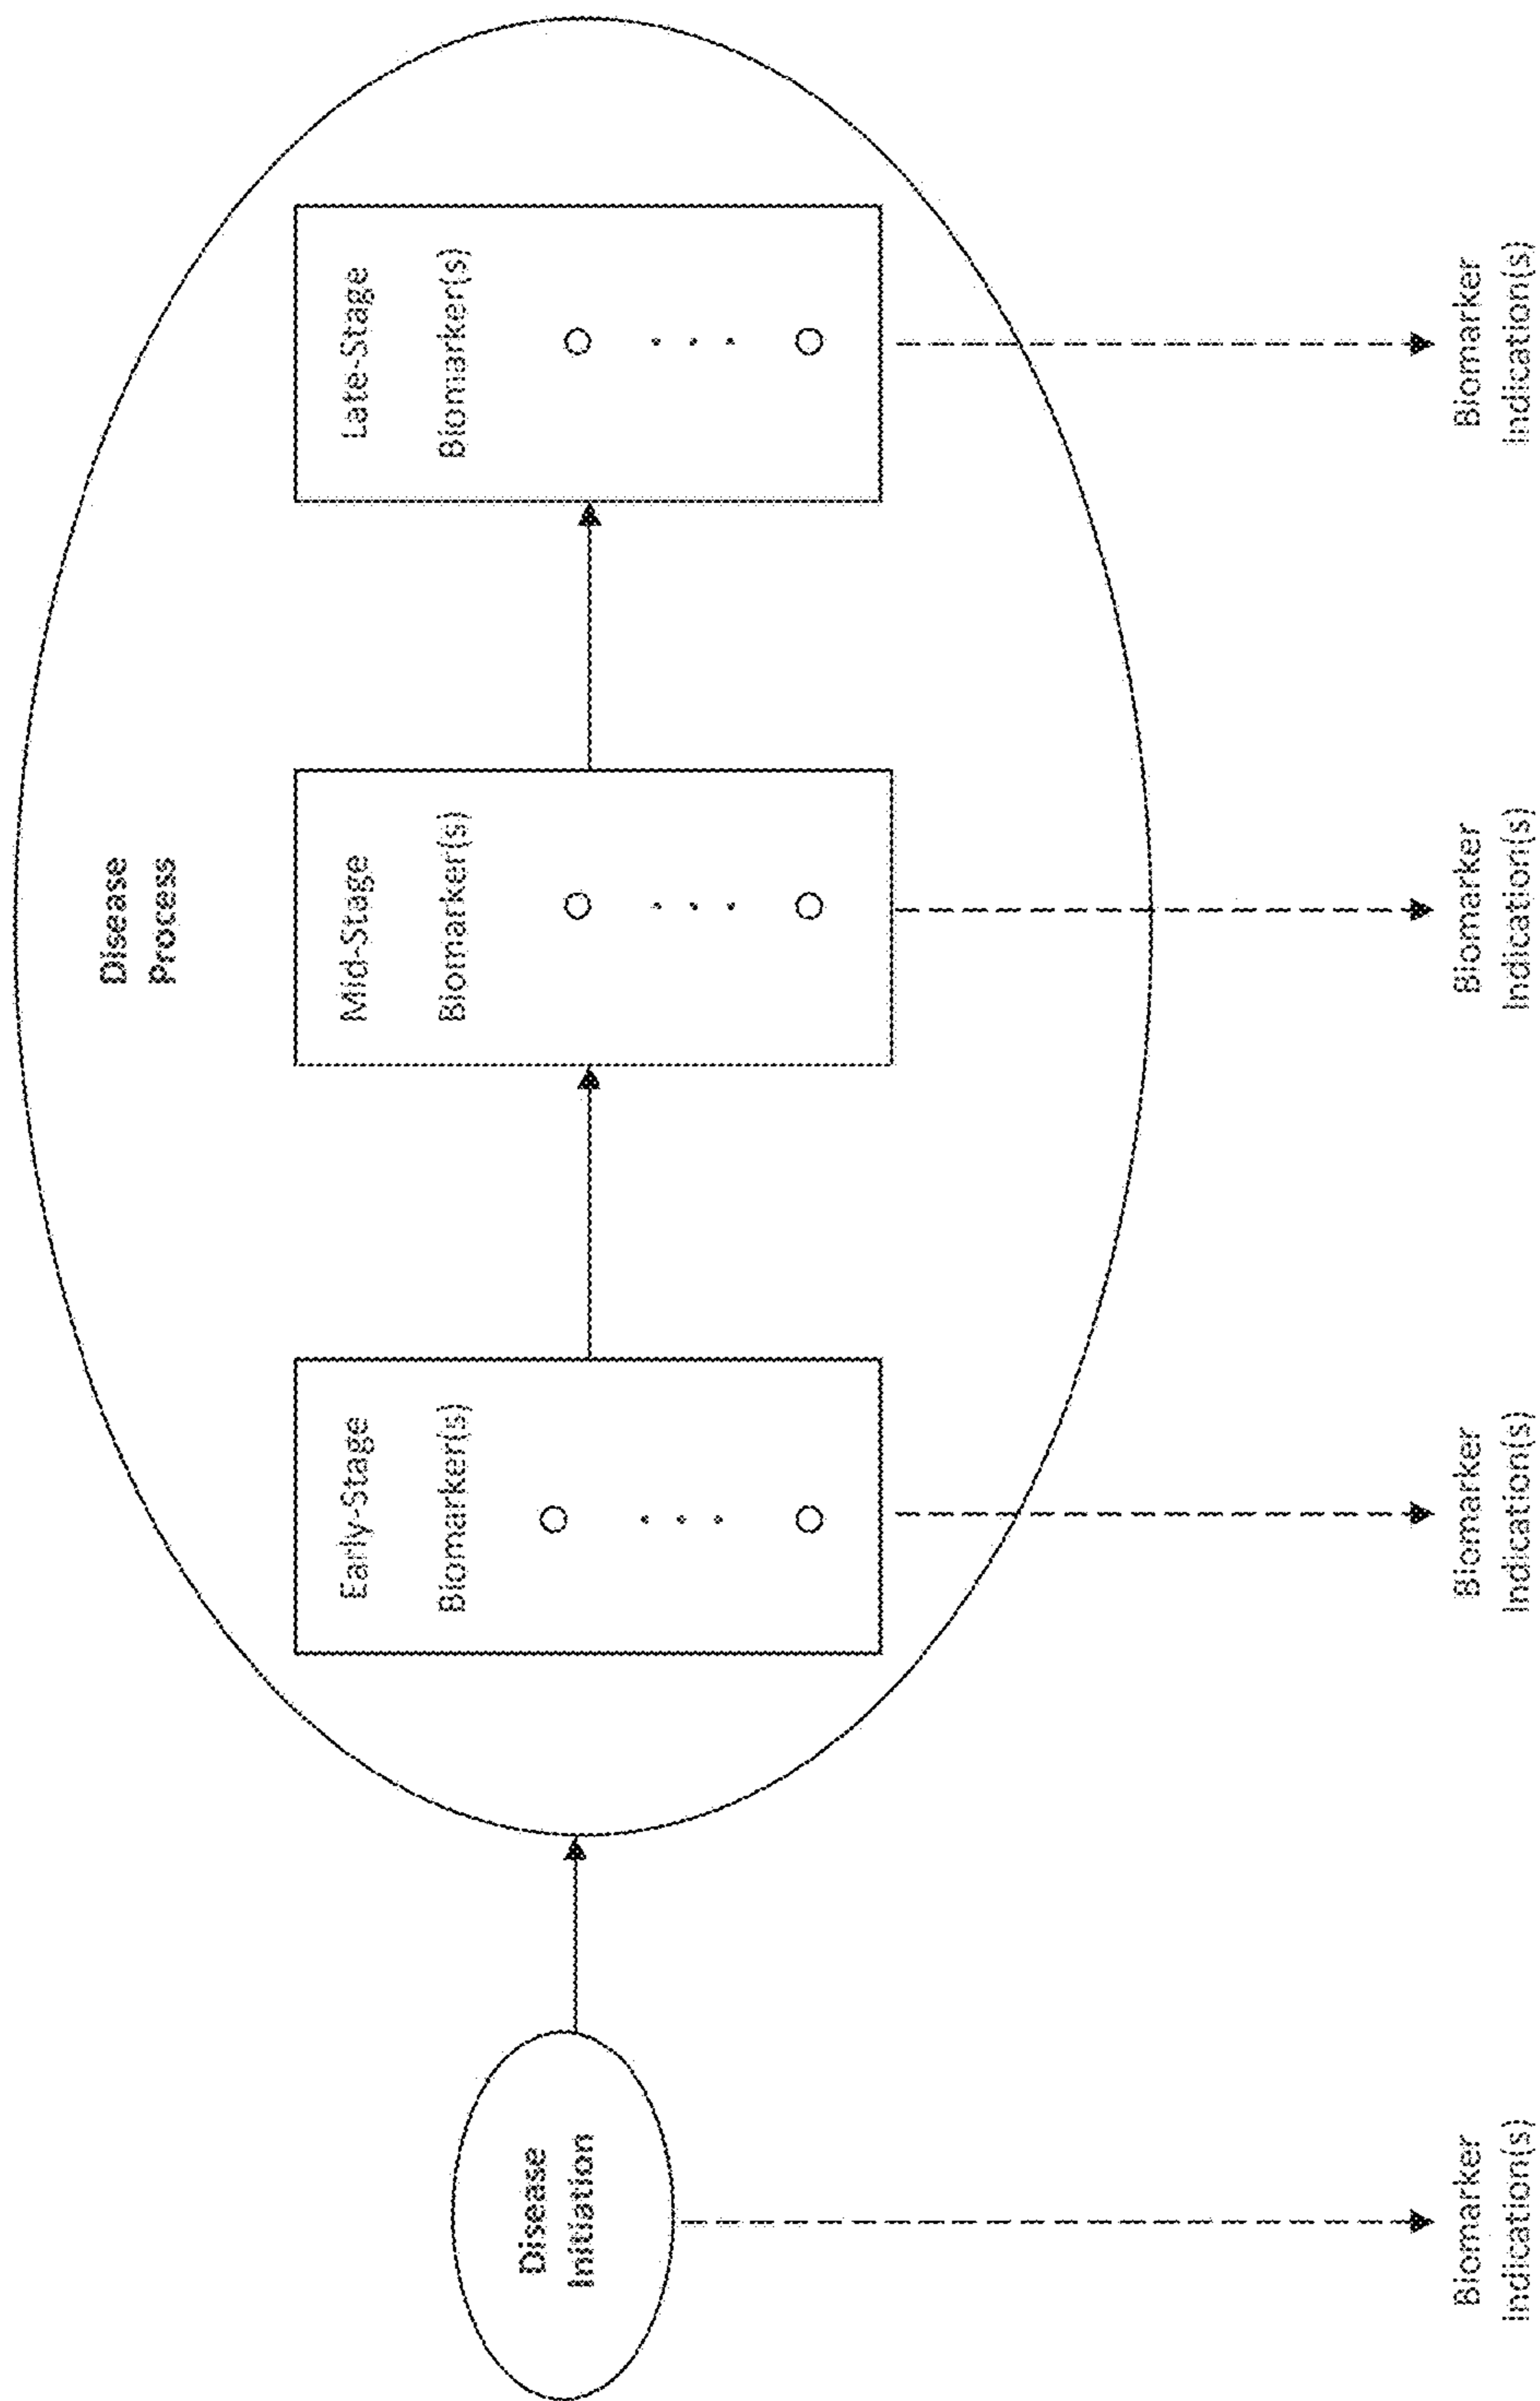 Disease
Process
Disease
Initiation
Early-Stage
Biomarker(s)
Mid-Stage
Biomarker(s)
Late-Stage
Biomarker(s)
Biomarker
Indication(s)
Biomarker
Indication(s)
Biomarker
Indication(s)
Biomarker
Indication(s)